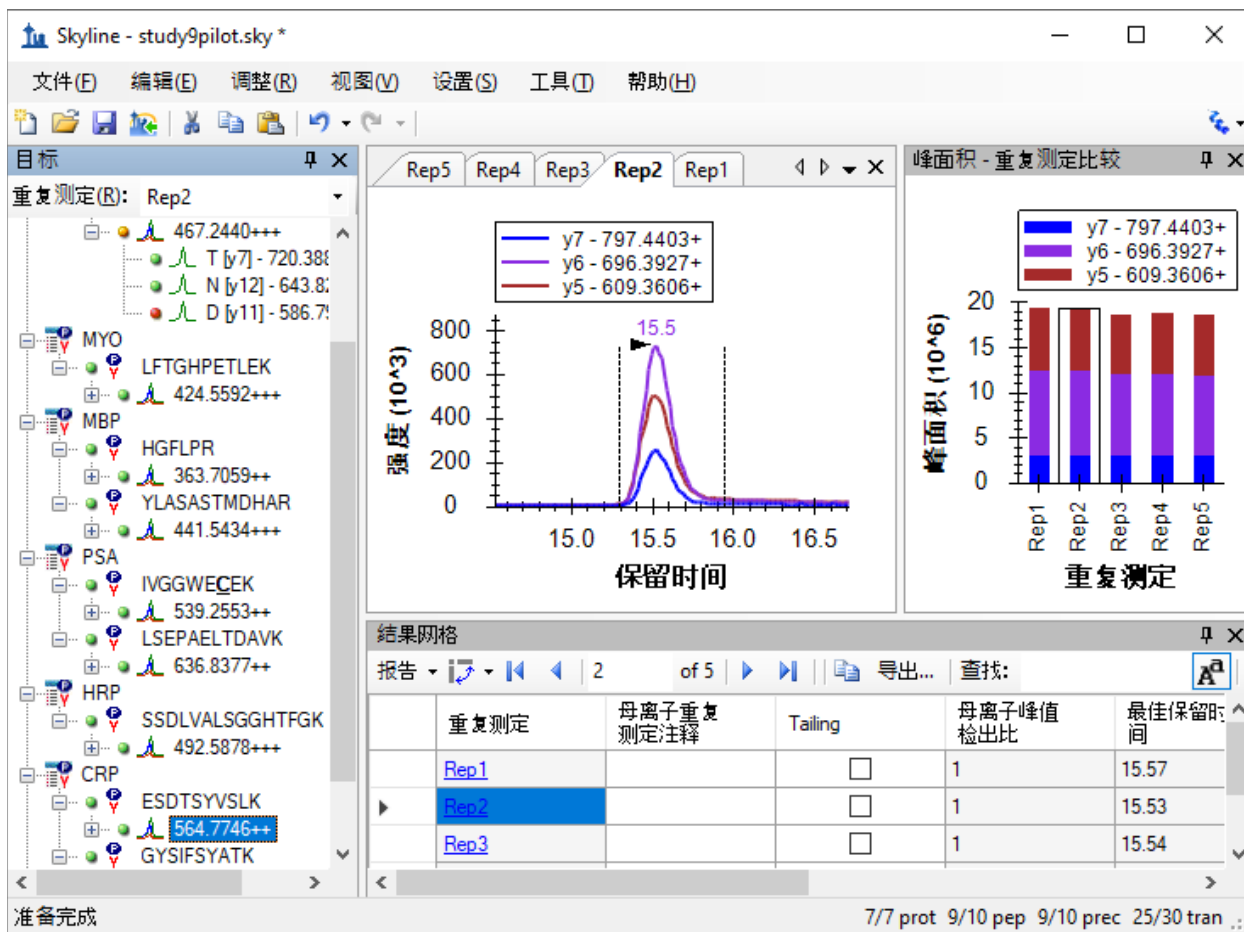 Skyline - study9pilot.sky *
文件(F) 编辑(E) 调整(R) 视图(V) 设置(S) 工具(T) 帮助(H)
目标
重复测定(R): Rep2
467.2440+++
T [y7] - 720.388
N [y12] - 643.82
D [y11] - 586.79
MYO
LFTGHPETLEK
424.5592+++
MBP
HGFLPR
363.7059++
YLASASTMDHAR
441.5434+++
PSA
IVGGWECEK
539.2553++
LSEPAELTDAVK
636.8377++
HRP
SSDLVALSGGHTFGK
492.5878+++
CRP
ESDTSYVSLK
564.7746++
GYSIFSYATK
Rep5 Rep4 Rep3 Rep2 Rep1
y7 - 797.4403+
y6 - 696.3927+
y5 - 609.3606+
15.5
强度 (10^3)
800
600
400
200
0
15.0 15.5 16.0 16.5
保留时间
峰面积 - 重复测定比较
y7 - 797.4403+
y6 - 696.3927+
y5 - 609.3606+
峰面积 (10^6)
20
15
10
5
0
Rep1 Rep2 Rep3 Rep4 Rep5
重复测定
结果网格
报告 2 of 5 导出... 查找: Aa
重复测定 母离子重复测定注释 Tailing 母离子峰值检出比 最佳保留时间
Rep1 1 15.57
Rep2 1 15.53
Rep3 1 15.54
准备完成
7/7 prot 9/10 pep 9/10 prec 25/30 tran